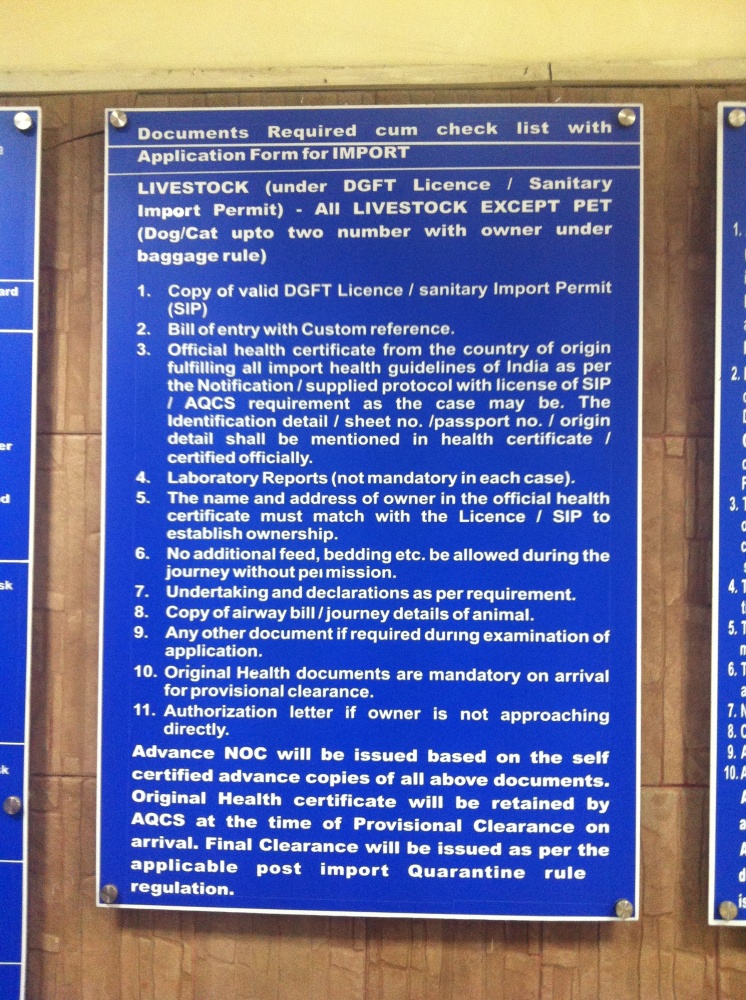 Documents Required cum check list with
Application Form for IMPORT
LIVESTOCK (under DGFT Licence / Sanitary
Import Permit) - All LIVESTOCK EXCEPT PET
(Dog/Cat upto two number with owner under
baggage rule)
1. Copy of valid DGFT Licence / sanitary Import Permit
(SIP)
2. Bill of entry with Custom reference.
3. Official health certificate from the country of origin
fulfilling all import health guidelines of India as per
the Notification / supplied protocol with license of SIP
/ AQCS requirement as the case may be. The
Identification detail / sheet no. /passport no. / origin
detail shall be mentioned in health certificate /
certified officially.
4. Laboratory Reports (not mandatory in each case).
5. The name and address of owner in the official health
certificate must match with the Licence / SIP to
establish ownership.
6. No additional feed, bedding etc. be allowed during the
journey without permission.
7. Undertaking and declarations as per requirement.
8. Copy of airway bill / journey details of animal.
9. Any other document if required during examination of
application.
10. Original Health documents are mandatory on arrival
for provisional clearance.
11. Authorization letter if owner is not approaching
directly.
Advance NOC will be issued based on the self
certified advance copies of all above documents.
Original Health certificate will be retained by
AQCS at the time of Provisional Clearance on
arrival. Final Clearance will be issued as per the
applicable post import Quarantine rule
regulation.
1.
2.
3.
4.
5.
6.
7.
8.
9.
10.